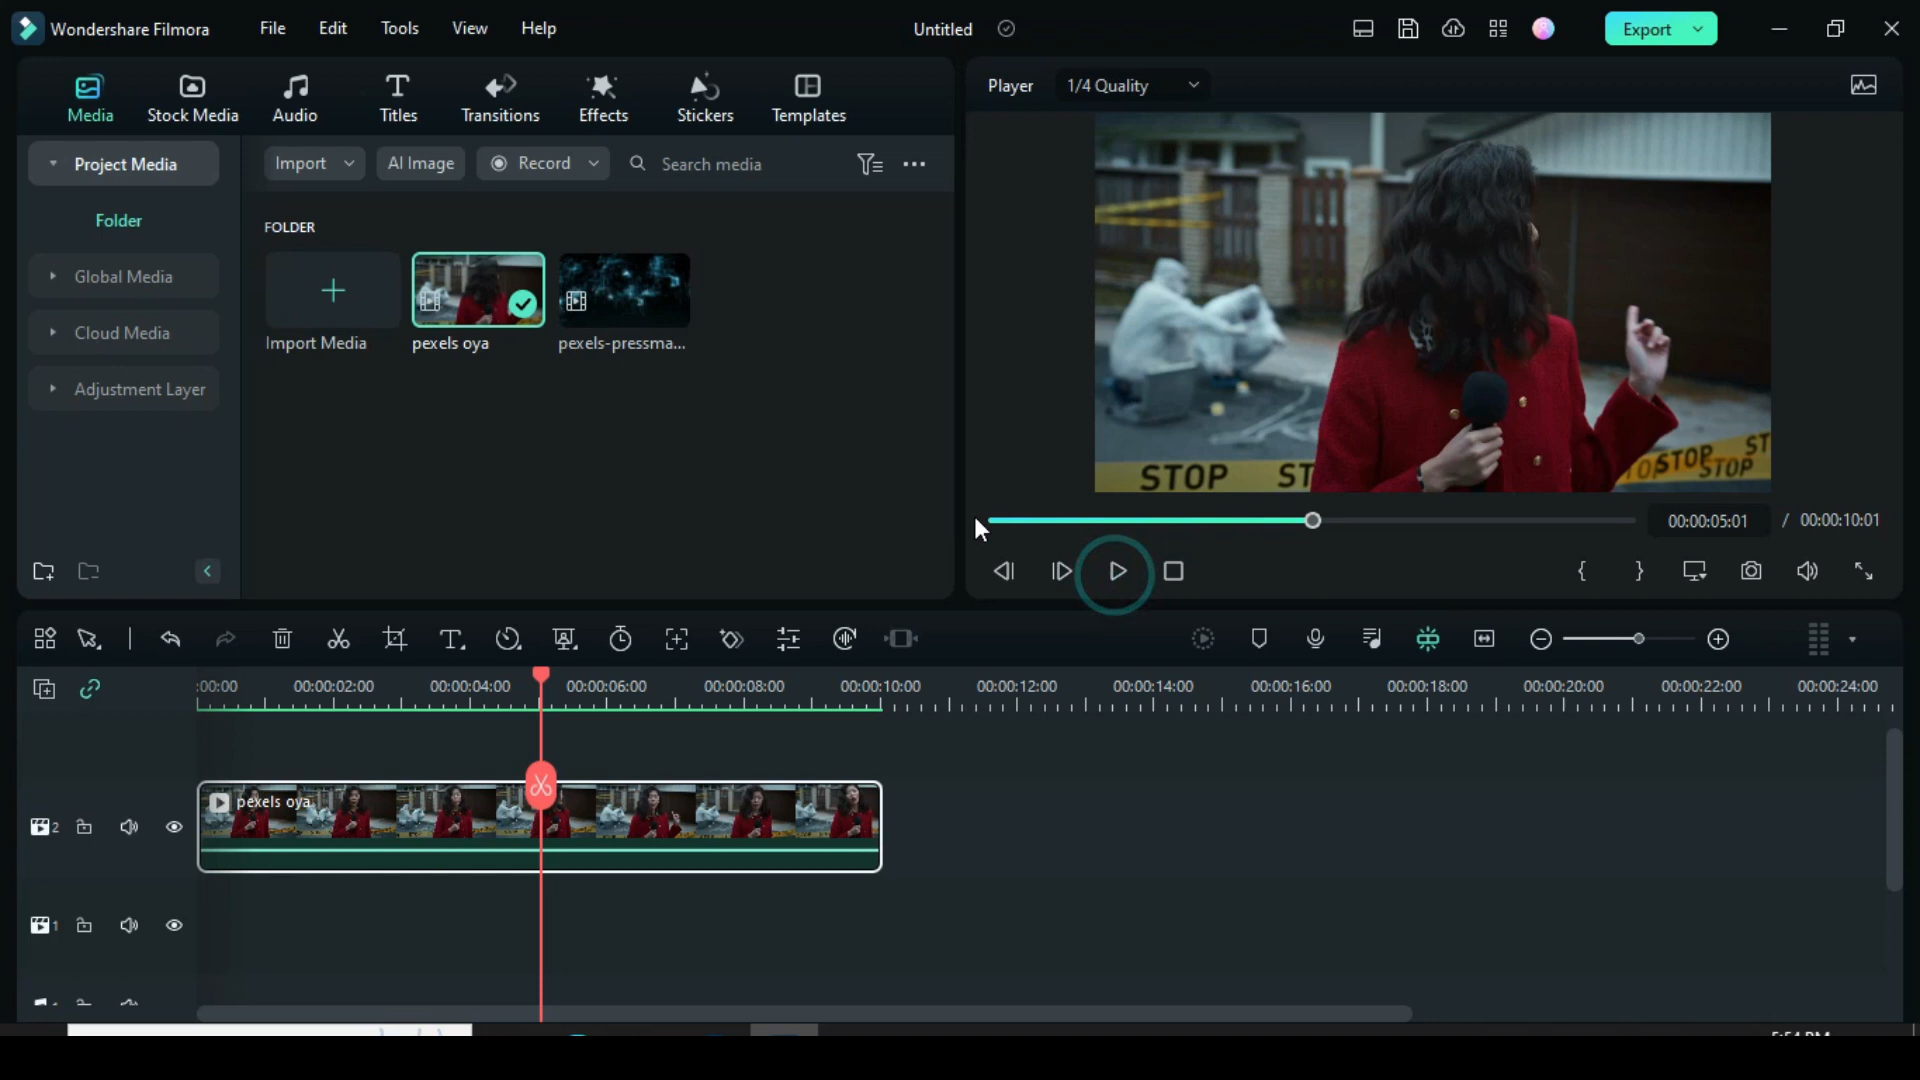 Wondershare Filmora File Edit Tools View Help Untitled Export
Media Stock Media Audio Titles Transitions Effects Stickers Templates
Player 1/4 Quality
Project Media
Folder
Global Media
Cloud Media
Adjustment Layer
Import AI Image Record Search media
FOLDER
Import Media pexels oya pexels-pressma...
STOP ST TOP STOP STOP ST
00:00:05:01 / 00:00:10:01
:00:00 00:00:02:00 00:00:04:00 00:00:06:00 00:00:08:00 00:00:10:00 00:00:12:00 00:00:14:00 00:00:16:00 00:00:18:00 00:00:20:00 00:00:22:00 00:00:24:00
pexels oya
2
1